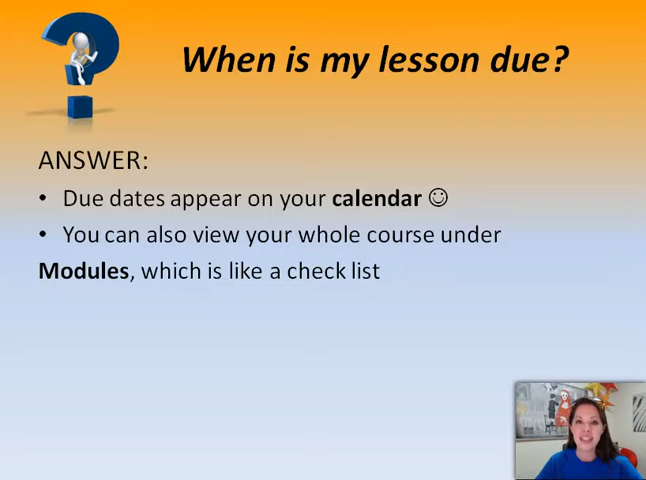 When is my lesson due?
ANSWER:
• Due dates appear on your calendar ☺
• You can also view your whole course under
Modules, which is like a check list